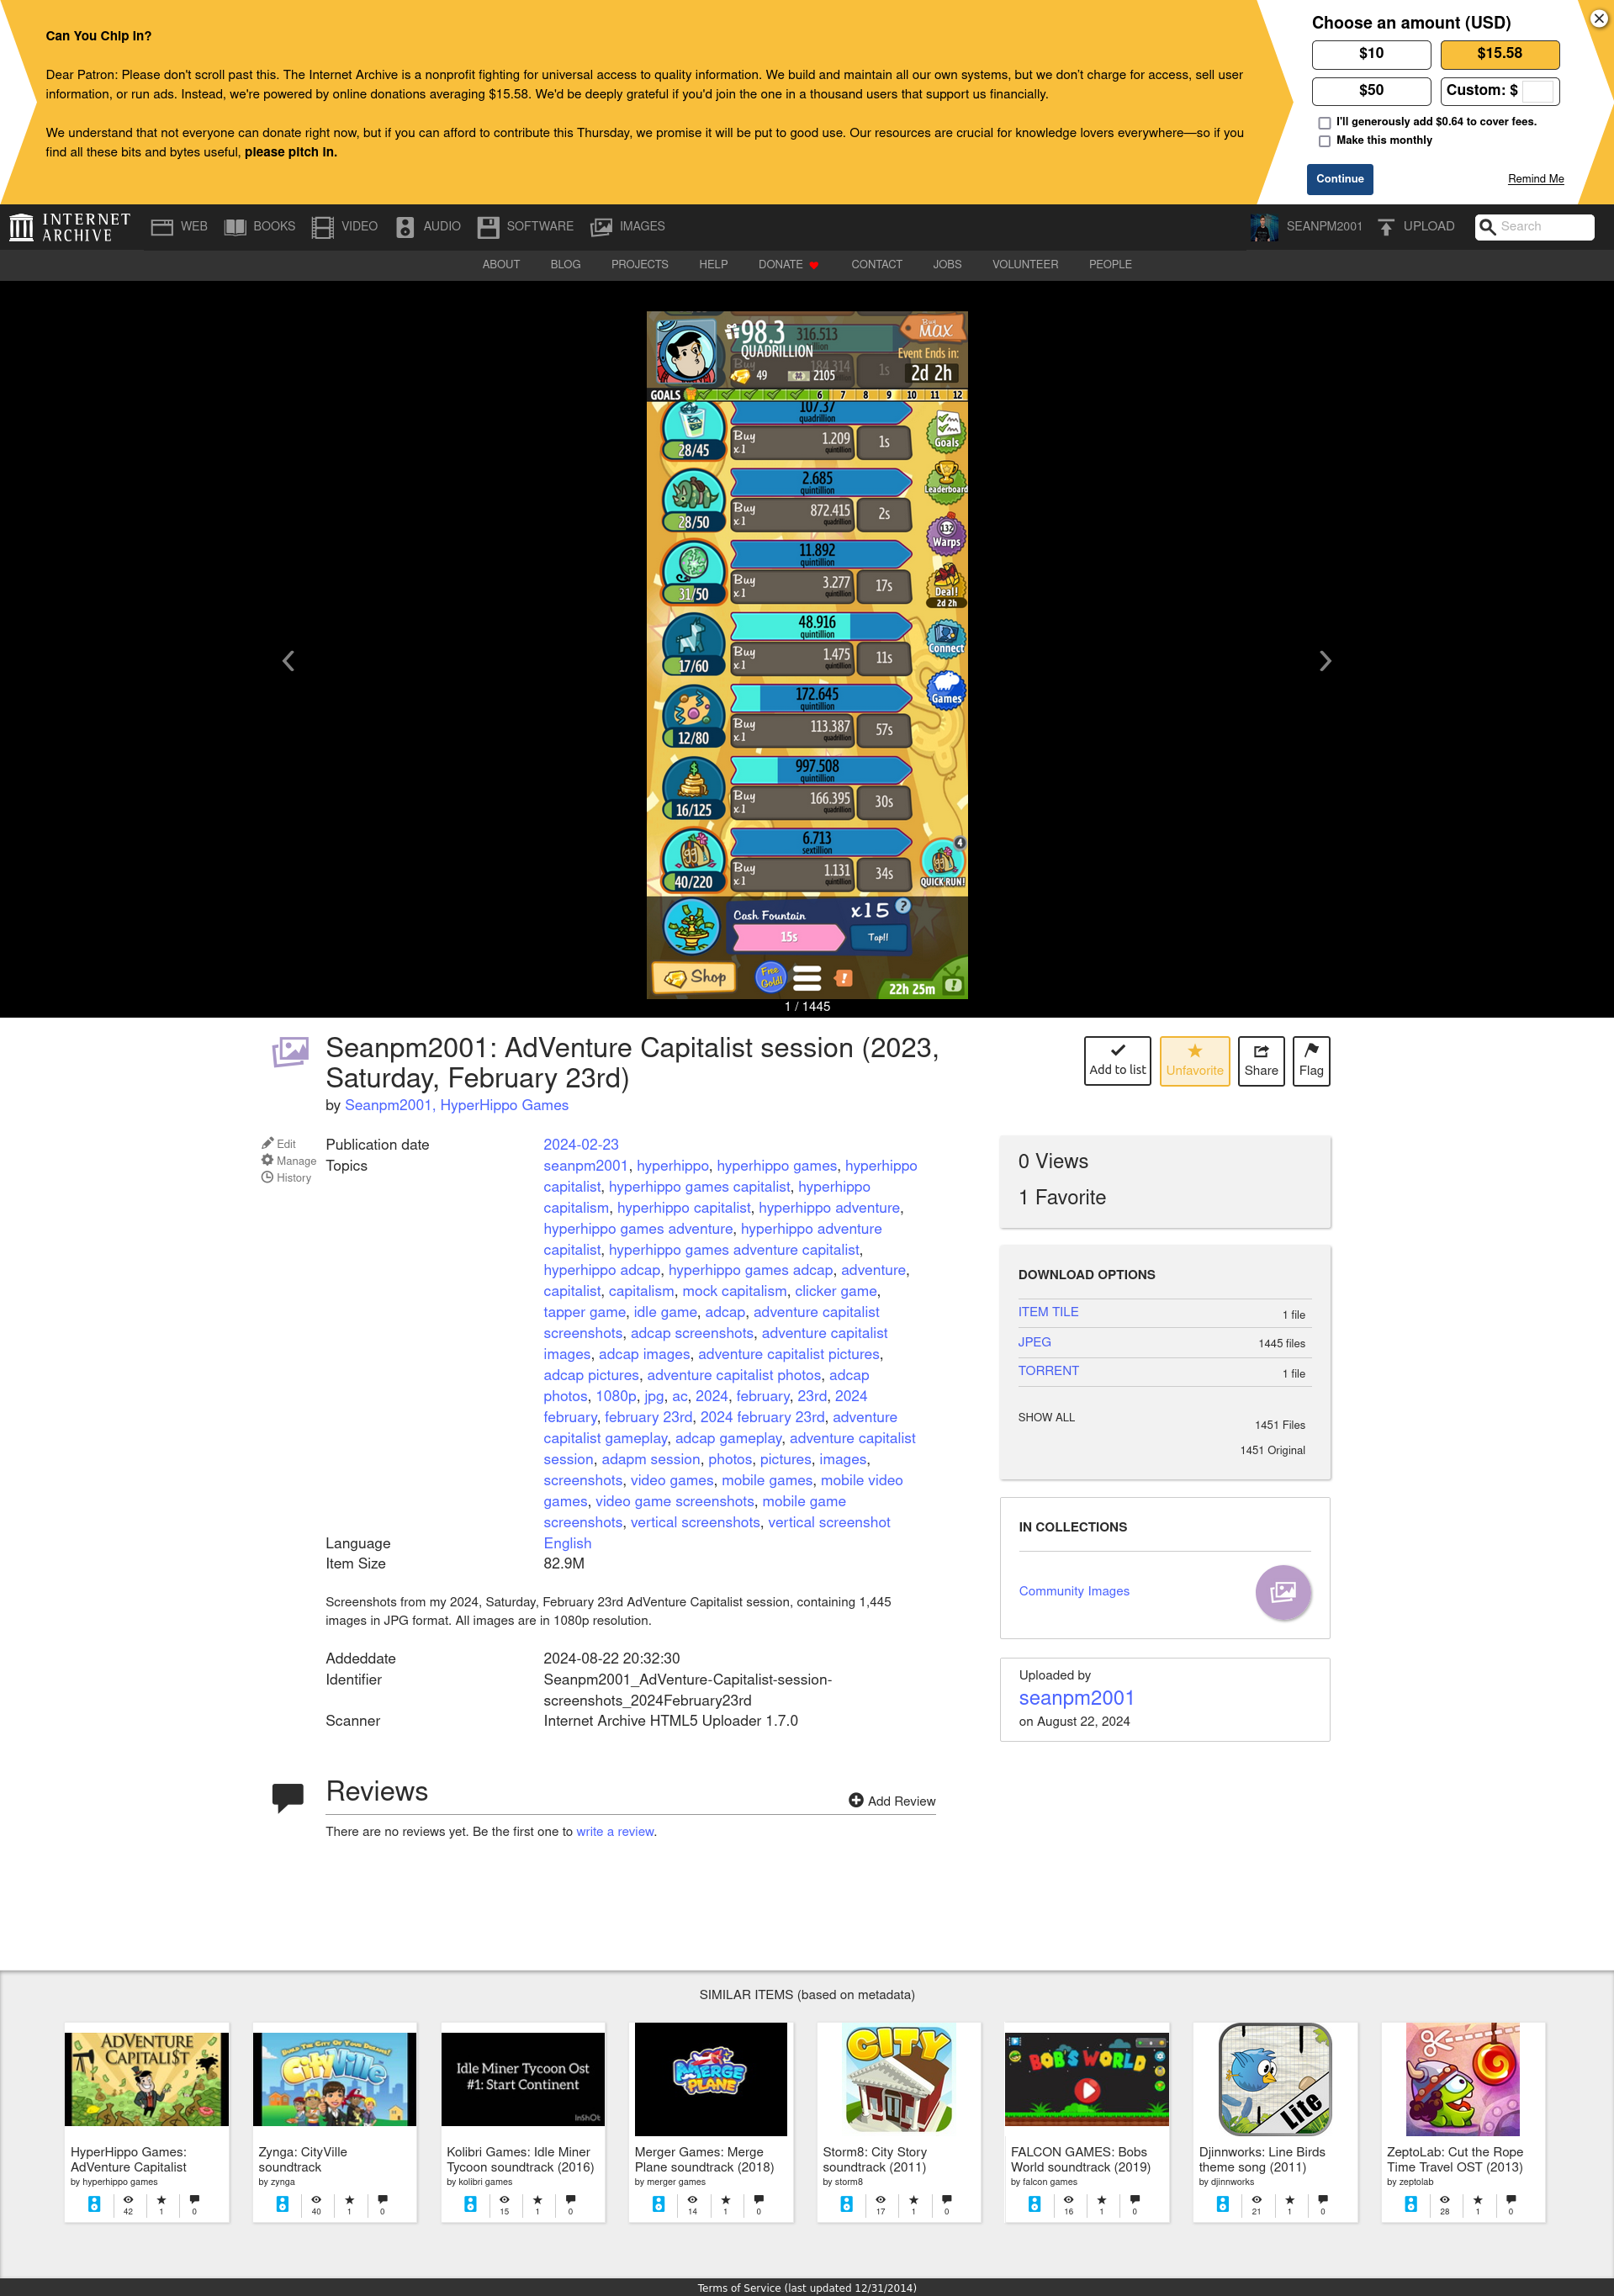 Can You Chip In?
Dear Patron: Please don't scroll past this. The Internet Archive is a nonprofit fighting for universal access to quality information. We build and maintain all our own systems, but we don't charge for access, sell user
information, or run ads. Instead, we're powered by online donations averaging $15.58. We'd be deeply grateful if you'd join the one in a thousand users that support us financially.
We understand that not everyone can donate right now, but if you can afford to contribute this Thursday, we promise it will be put to good use. Our resources are crucial for knowledge lovers everywhere—so if you
find all these bits and bytes useful, please pitch in.
Choose an amount (USD)
$10 $15.58
$50 Custom: $
I'll generously add $0.64 to cover fees.
Make this monthly
Continue Remind Me
INTERNET ARCHIVE WEB BOOKS VIDEO AUDIO SOFTWARE IMAGES SEANPM2001 UPLOAD Search
ABOUT BLOG PROJECTS HELP DONATE CONTACT JOBS VOLUNTEER PEOPLE
98.3 316.513 Buy MAX
QUADRILLION Event Ends in:
49 2105 184.314 1s 2d 2h
GOALS 6 7 8 9 10 11 12
107.37
quadrillion
28/45 Buy x1 1.209 quintillion 1s Goals
2.685 Leaderboard
quintillion
28/50 Buy x1 872.415 quadrillion 2s
132 Warps
11.892
quintillion
31/50 Buy x1 3.277 quintillion 17s Deal!
2d 2h
48.916
quintillion Connect
17/60 Buy x1 1.475 quintillion 11s
172.645 Games
quintillion
12/80 Buy x1 113.387 quadrillion 57s
997.508
quintillion
16/125 Buy x1 166.395 quadrillion 30s
6.713 4
sextillion
40/220 Buy x1 1.131 quintillion 34s QUICK RUN!
Cash Fountain x15 ?
15s Tap!!
Shop Free Gold! ! 22h 25m !
1 / 1445
Seanpm2001: AdVenture Capitalist session (2023,
Saturday, February 23rd)
by Seanpm2001, HyperHippo Games
Add to list Unfavorite Share Flag
Edit
Manage
History
Publication date 2024-02-23
Topics seanpm2001, hyperhippo, hyperhippo games, hyperhippo
capitalist, hyperhippo games capitalist, hyperhippo
capitalism, hyperhippo capitalist, hyperhippo adventure,
hyperhippo games adventure, hyperhippo adventure
capitalist, hyperhippo games adventure capitalist,
hyperhippo adcap, hyperhippo games adcap, adventure,
capitalist, capitalism, mock capitalism, clicker game,
tapper game, idle game, adcap, adventure capitalist
screenshots, adcap screenshots, adventure capitalist
images, adcap images, adventure capitalist pictures,
adcap pictures, adventure capitalist photos, adcap
photos, 1080p, jpg, ac, 2024, february, 23rd, 2024
february, february 23rd, 2024 february 23rd, adventure
capitalist gameplay, adcap gameplay, adventure capitalist
session, adapm session, photos, pictures, images,
screenshots, video games, mobile games, mobile video
games, video game screenshots, mobile game
screenshots, vertical screenshots, vertical screenshot
Language English
Item Size 82.9M
Screenshots from my 2024, Saturday, February 23rd AdVenture Capitalist session, containing 1,445
images in JPG format. All images are in 1080p resolution.
Addeddate 2024-08-22 20:32:30
Identifier Seanpm2001_AdVenture-Capitalist-session-
screenshots_2024February23rd
Scanner Internet Archive HTML5 Uploader 1.7.0
0 Views
1 Favorite
DOWNLOAD OPTIONS
ITEM TILE 1 file
JPEG 1445 files
TORRENT 1 file
SHOW ALL 1451 Files
1451 Original
IN COLLECTIONS
Community Images
Uploaded by
seanpm2001
on August 22, 2024
Reviews
Add Review
There are no reviews yet. Be the first one to write a review.
SIMILAR ITEMS (based on metadata)
ADVENTURE CAPITALI$T
HyperHippo Games:
AdVenture Capitalist
by hyperhippo games
42 1 0
CityVille
Zynga: CityVille
soundtrack
by zynga
40 1 0
Idle Miner Tycoon Ost
#1: Start Continent
InShOt
Kolibri Games: Idle Miner
Tycoon soundtrack (2016)
by kolibri games
15 1 0
MERGE PLANE
Merger Games: Merge
Plane soundtrack (2018)
by merger games
14 1 0
CITY
Storm8: City Story
soundtrack (2011)
by storm8
17 1 0
BOB'S WORLD
FALCON GAMES: Bobs
World soundtrack (2019)
by falcon games
16 1 0
Lite
Djinnworks: Line Birds
theme song (2011)
by djinnworks
21 1 0
ZeptoLab: Cut the Rope
Time Travel OST (2013)
by zeptolab
28 1 0
Terms of Service (last updated 12/31/2014)